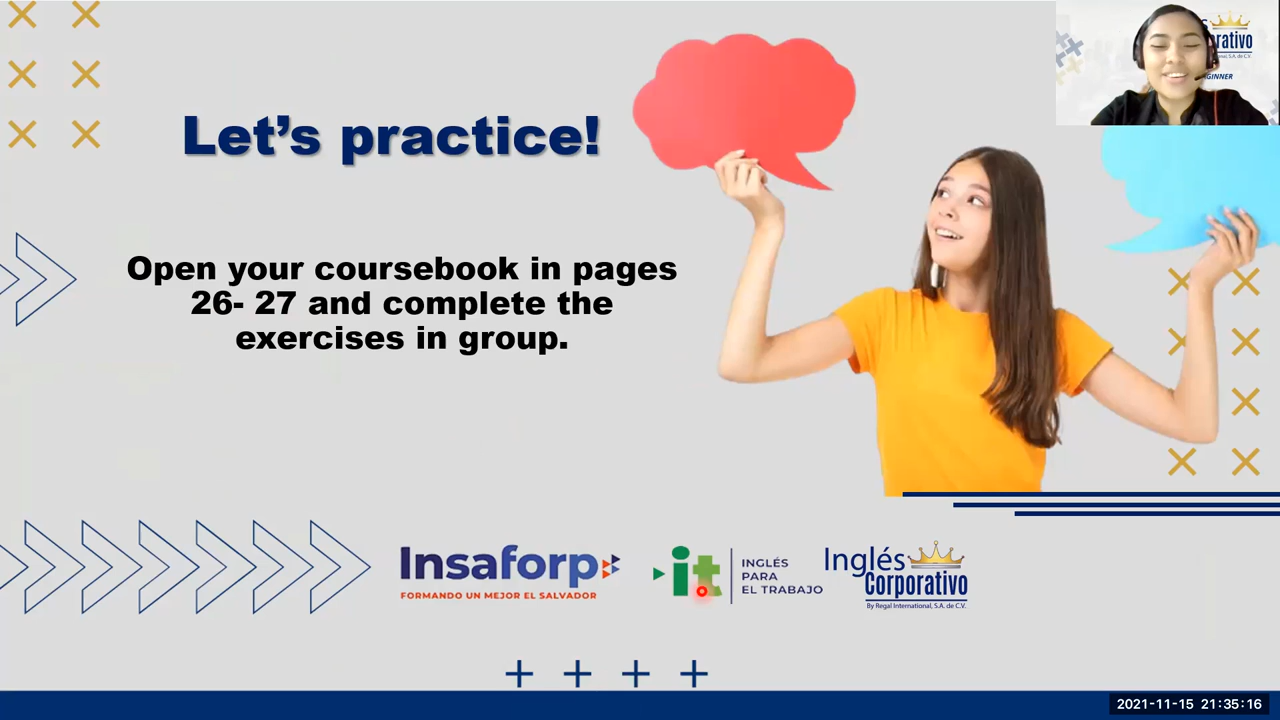 Let's practice!
Open your coursebook in pages
26- 27 and complete the
exercises in group.
Insaforp
FORMANDO UN MEJOR EL SALVADOR
it
INGLÉS
PARA
EL TRABAJO
Inglés
Corporativo
By Regal International, S.A. de C.V.
2021-11-15 21:35:16